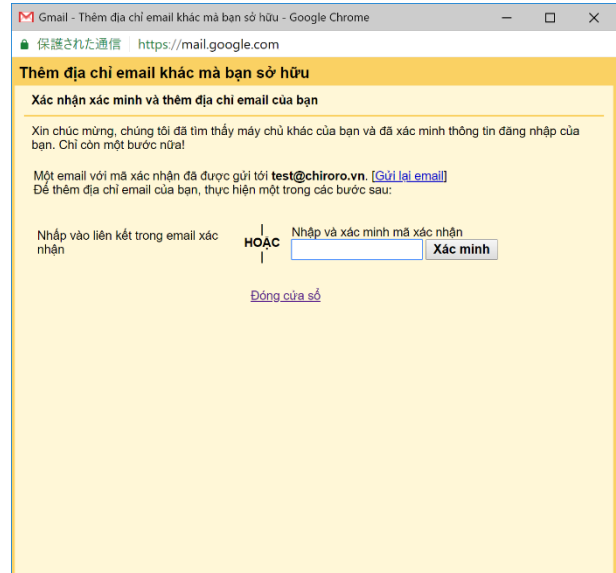 Gmail - Thêm địa chỉ email khác mà bạn sở hữu - Google Chrome
保護された通信 https://mail.google.com
Thêm địa chỉ email khác mà bạn sở hữu
Xác nhận xác minh và thêm địa chỉ email của bạn
Xin chúc mừng, chúng tôi đã tìm thấy máy chủ khác của bạn và đã xác minh thông tin đăng nhập của
bạn. Chỉ còn một bước nữa!
Một email với mã xác nhận đã được gửi tới test@chiroro.vn. [Gửi lại email]
Để thêm địa chỉ email của bạn, thực hiện một trong các bước sau:
Nhấp vào liên kết trong email xác
nhận
HOẶC
Nhập và xác minh mã xác nhận
Xác minh
Đóng cửa sổ